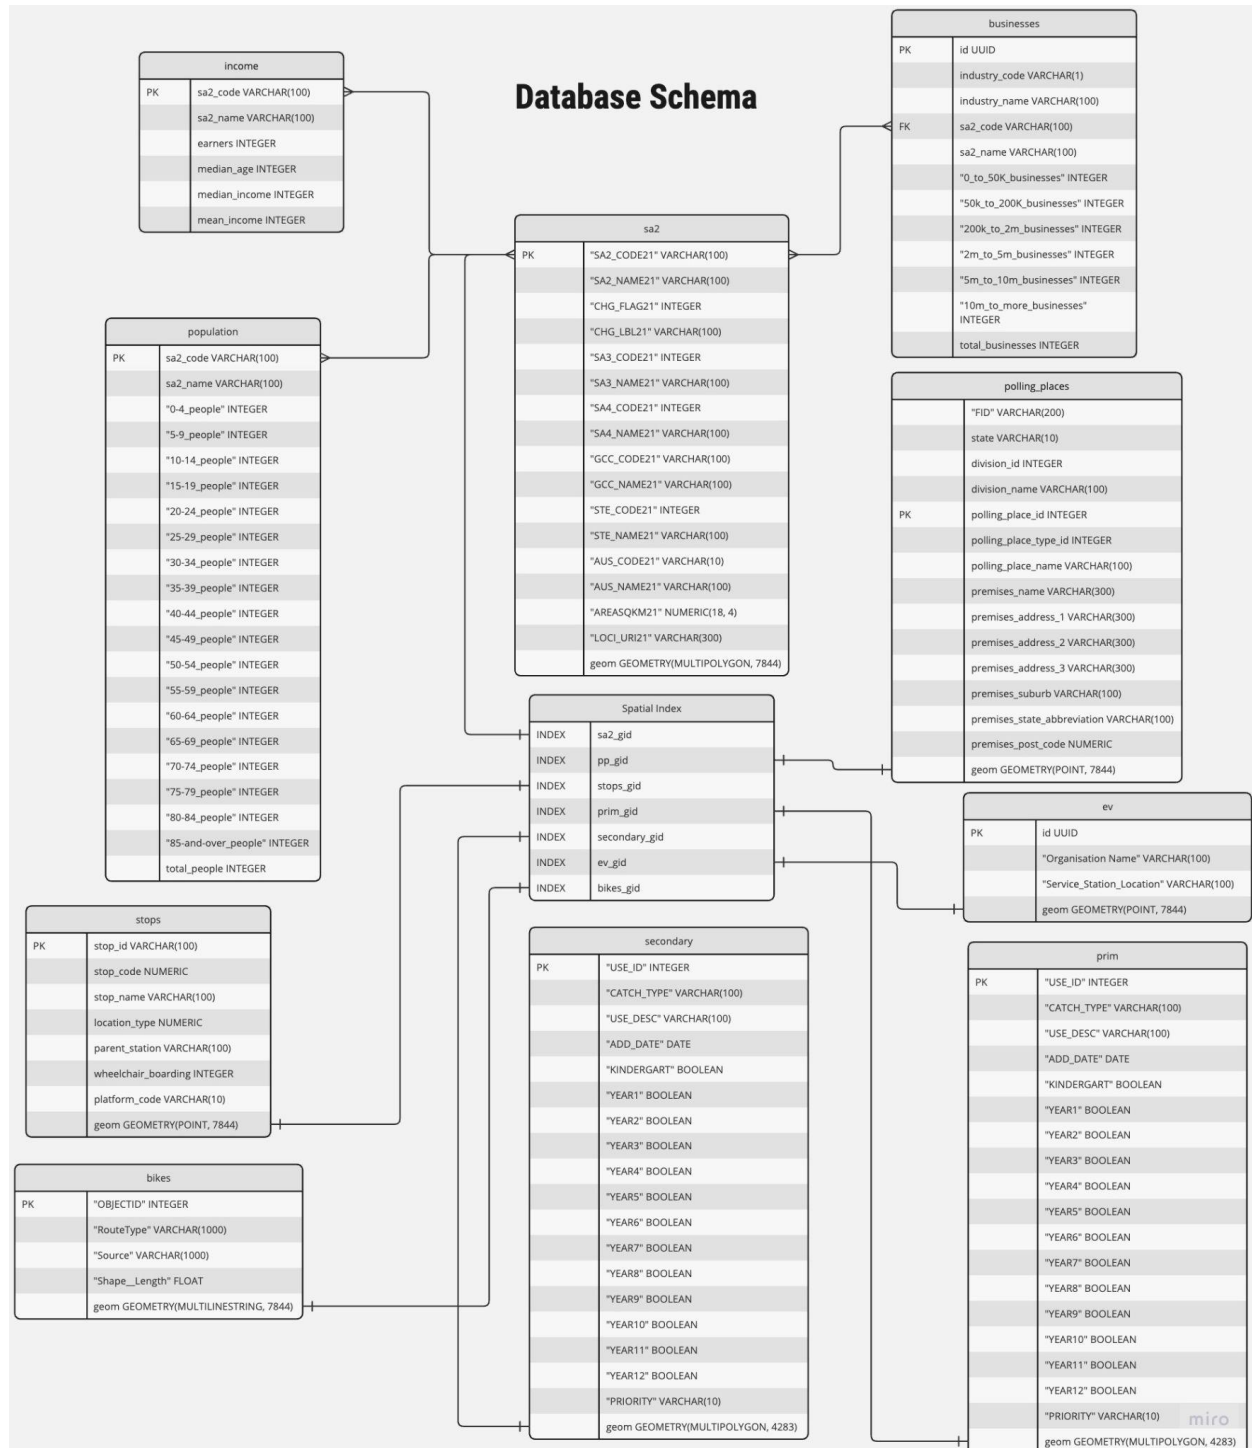 Database Schema
income
PK sa2_code VARCHAR(100)
sa2_name VARCHAR(100)
earners INTEGER
median_age INTEGER
median_income INTEGER
mean_income INTEGER
population
PK sa2_code VARCHAR(100)
sa2_name VARCHAR(100)
"0-4_people" INTEGER
"5-9_people" INTEGER
"10-14_people" INTEGER
"15-19_people" INTEGER
"20-24_people" INTEGER
"25-29_people" INTEGER
"30-34_people" INTEGER
"35-39_people" INTEGER
"40-44_people" INTEGER
"45-49_people" INTEGER
"50-54_people" INTEGER
"55-59_people" INTEGER
"60-64_people" INTEGER
"65-69_people" INTEGER
"70-74_people" INTEGER
"75-79_people" INTEGER
"80-84_people" INTEGER
"85-and-over_people" INTEGER
total_people INTEGER
stops
PK stop_id VARCHAR(100)
stop_code NUMERIC
stop_name VARCHAR(100)
location_type NUMERIC
parent_station VARCHAR(100)
wheelchair_boarding INTEGER
platform_code VARCHAR(10)
geom GEOMETRY(POINT, 7844)
bikes
PK "OBJECTID" INTEGER
"RouteType" VARCHAR(1000)
"Source" VARCHAR(1000)
"Shape__Length" FLOAT
geom GEOMETRY(MULTILINESTRING, 7844)
sa2
PK "SA2_CODE21" VARCHAR(100)
"SA2_NAME21" VARCHAR(100)
"CHG_FLAG21" INTEGER
"CHG_LBL21" VARCHAR(100)
"SA3_CODE21" INTEGER
"SA3_NAME21" VARCHAR(100)
"SA4_CODE21" INTEGER
"SA4_NAME21" VARCHAR(100)
"GCC_CODE21" VARCHAR(100)
"GCC_NAME21" VARCHAR(100)
"STE_CODE21" INTEGER
"STE_NAME21" VARCHAR(100)
"AUS_CODE21" VARCHAR(10)
"AUS_NAME21" VARCHAR(100)
"AREASQKM21" NUMERIC(18, 4)
"LOCI_URI21" VARCHAR(300)
geom GEOMETRY(MULTIPOLYGON, 7844)
Spatial Index
INDEX sa2_gid
INDEX pp_gid
INDEX stops_gid
INDEX prim_gid
INDEX secondary_gid
INDEX ev_gid
INDEX bikes_gid
secondary
PK "USE_ID" INTEGER
"CATCH_TYPE" VARCHAR(100)
"USE_DESC" VARCHAR(100)
"ADD_DATE" DATE
"KINDERGART" BOOLEAN
"YEAR1" BOOLEAN
"YEAR2" BOOLEAN
"YEAR3" BOOLEAN
"YEAR4" BOOLEAN
"YEAR5" BOOLEAN
"YEAR6" BOOLEAN
"YEAR7" BOOLEAN
"YEAR8" BOOLEAN
"YEAR9" BOOLEAN
"YEAR10" BOOLEAN
"YEAR11" BOOLEAN
"YEAR12" BOOLEAN
"PRIORITY" VARCHAR(10)
geom GEOMETRY(MULTIPOLYGON, 4283)
businesses
PK id UUID
industry_code VARCHAR(1)
industry_name VARCHAR(100)
FK sa2_code VARCHAR(100)
sa2_name VARCHAR(100)
"0_to_50K_businesses" INTEGER
"50k_to_200K_businesses" INTEGER
"200k_to_2m_businesses" INTEGER
"2m_to_5m_businesses" INTEGER
"5m_to_10m_businesses" INTEGER
"10m_to_more_businesses"
INTEGER
total_businesses INTEGER
polling_places
"FID" VARCHAR(200)
state VARCHAR(10)
division_id INTEGER
division_name VARCHAR(100)
PK polling_place_id INTEGER
polling_place_type_id INTEGER
polling_place_name VARCHAR(100)
premises_name VARCHAR(300)
premises_address_1 VARCHAR(300)
premises_address_2 VARCHAR(300)
premises_address_3 VARCHAR(300)
premises_suburb VARCHAR(100)
premises_state_abbreviation VARCHAR(100)
premises_post_code NUMERIC
geom GEOMETRY(POINT, 7844)
ev
PK id UUID
"Organisation Name" VARCHAR(100)
"Service_Station_Location" VARCHAR(100)
geom GEOMETRY(POINT, 7844)
prim
PK "USE_ID" INTEGER
"CATCH_TYPE" VARCHAR(100)
"USE_DESC" VARCHAR(100)
"ADD_DATE" DATE
"KINDERGART" BOOLEAN
"YEAR1" BOOLEAN
"YEAR2" BOOLEAN
"YEAR3" BOOLEAN
"YEAR4" BOOLEAN
"YEAR5" BOOLEAN
"YEAR6" BOOLEAN
"YEAR7" BOOLEAN
"YEAR8" BOOLEAN
"YEAR9" BOOLEAN
"YEAR10" BOOLEAN
"YEAR11" BOOLEAN
"YEAR12" BOOLEAN
"PRIORITY" VARCHAR(10)
geom GEOMETRY(MULTIPOLYGON, 4283)
miro